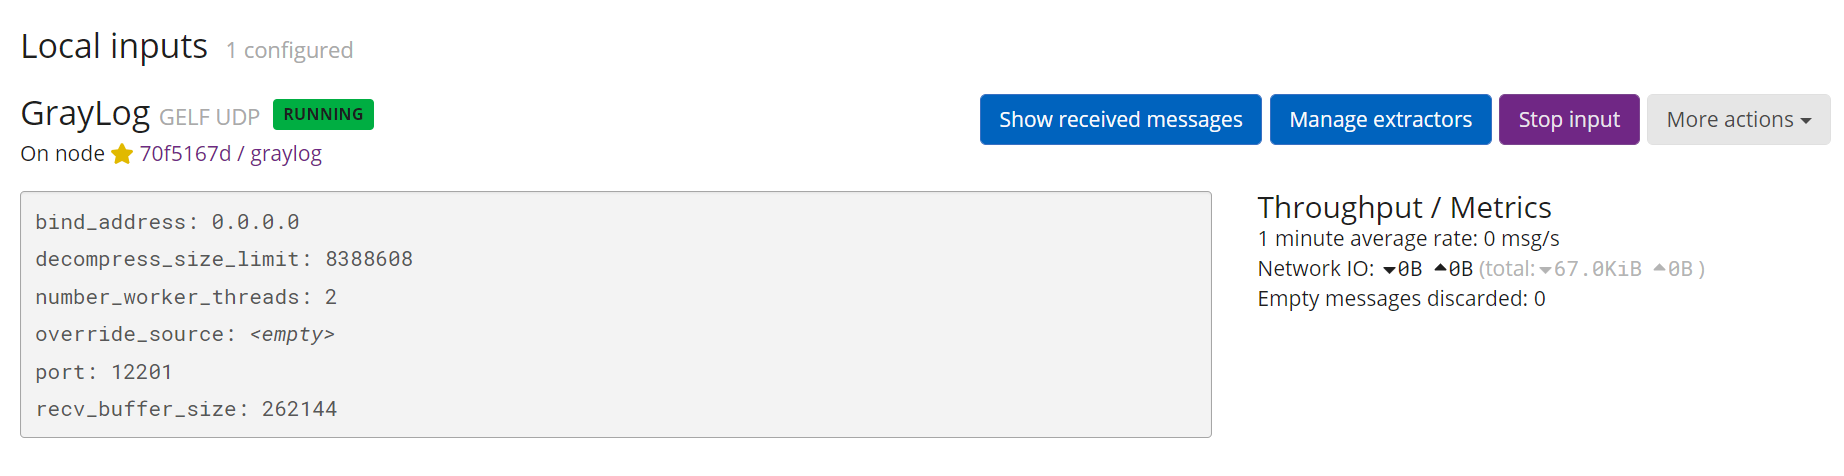 Local inputs 1 configured
GrayLog GELF UDP RUNNING
Show received messages Manage extractors Stop input More actions
On node 70f5167d / graylog
bind_address: 0.0.0.0
decompress_size_limit: 8388608
number_worker_threads: 2
override_source: <empty>
port: 12201
recv_buffer_size: 262144
Throughput / Metrics
1 minute average rate: 0 msg/s
Network IO: ▼0B ▲0B (total: ▼67.0KiB ▲0B )
Empty messages discarded: 0